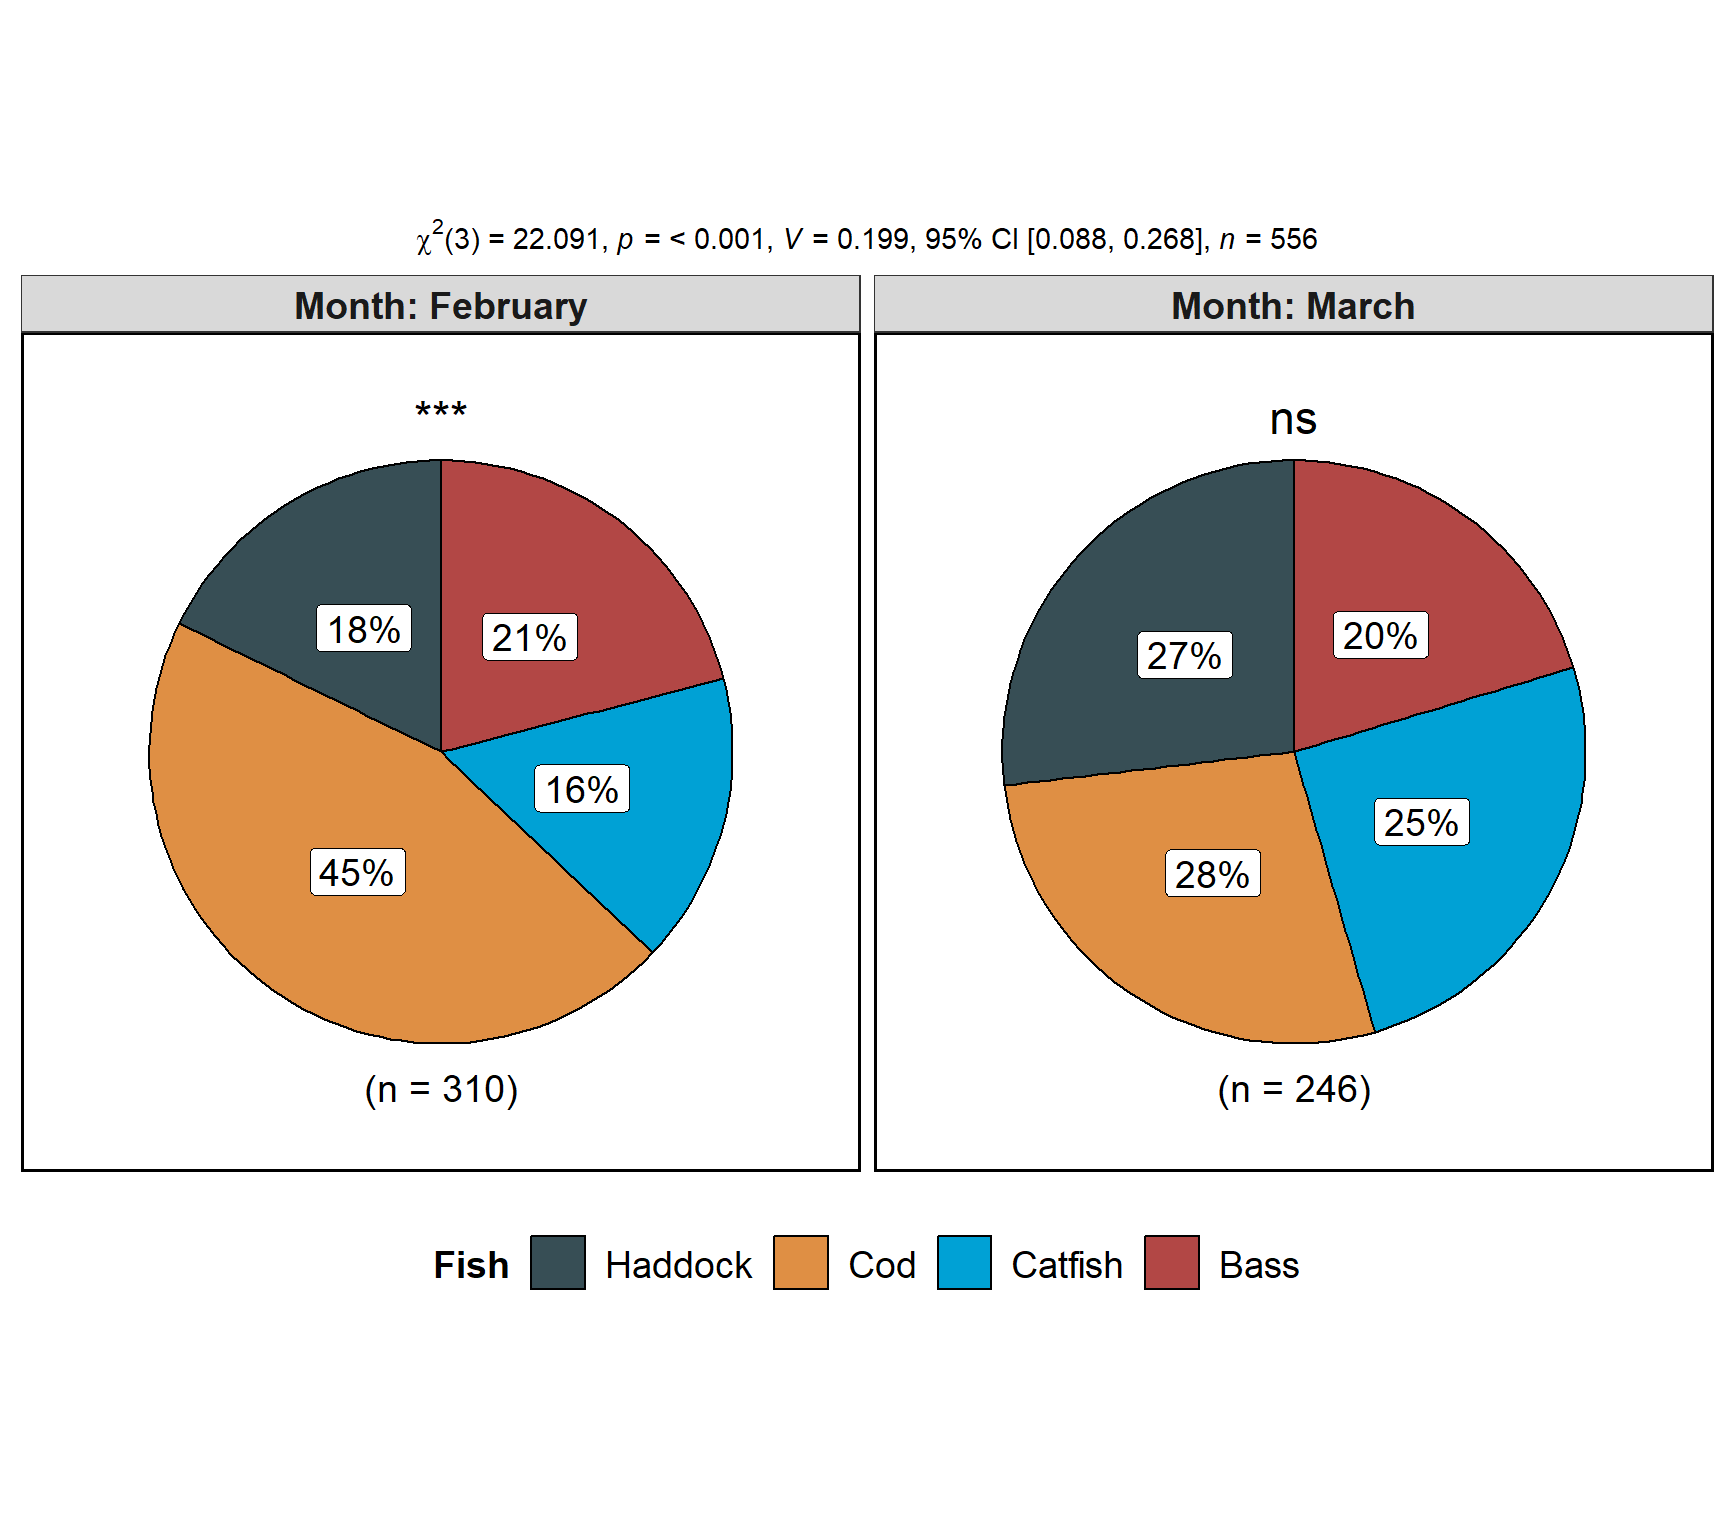 χ²(3) = 22.091, p = < 0.001, V = 0.199, 95% CI [0.088, 0.268], n = 556
Month: February
***
18%
21%
16%
45%
(n = 310)
Month: March
ns
27%
20%
25%
28%
(n = 246)
Fish Haddock Cod Catfish Bass